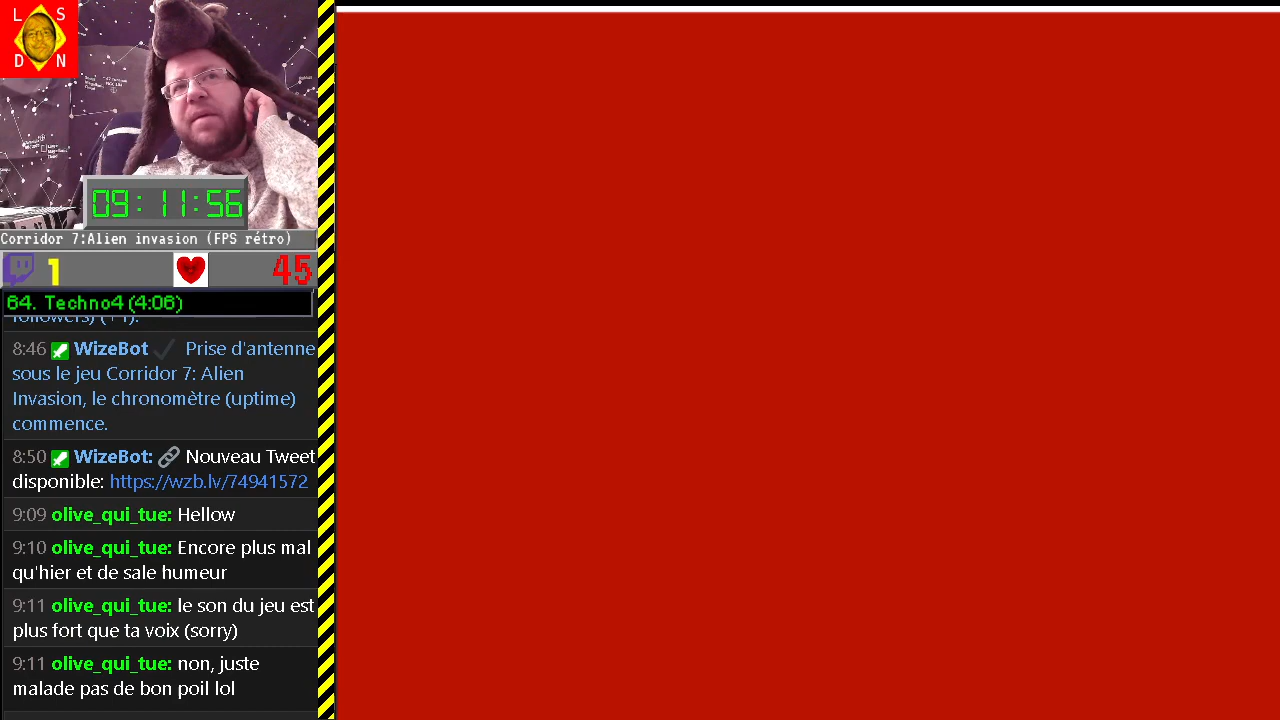 L S
D N
09:11:56
Corridor 7:Alien invasion (FPS rétro)
1 45
64. Techno4 (4:06)
followers) (+1).
8:46 WizeBot Prise d'antenne
sous le jeu Corridor 7: Alien
Invasion, le chronomètre (uptime)
commence.
8:50 WizeBot: Nouveau Tweet
disponible: https://wzb.lv/74941572
9:09 olive_qui_tue: Hellow
9:10 olive_qui_tue: Encore plus mal
qu'hier et de sale humeur
9:11 olive_qui_tue: le son du jeu est
plus fort que ta voix (sorry)
9:11 olive_qui_tue: non, juste
malade pas de bon poil lol